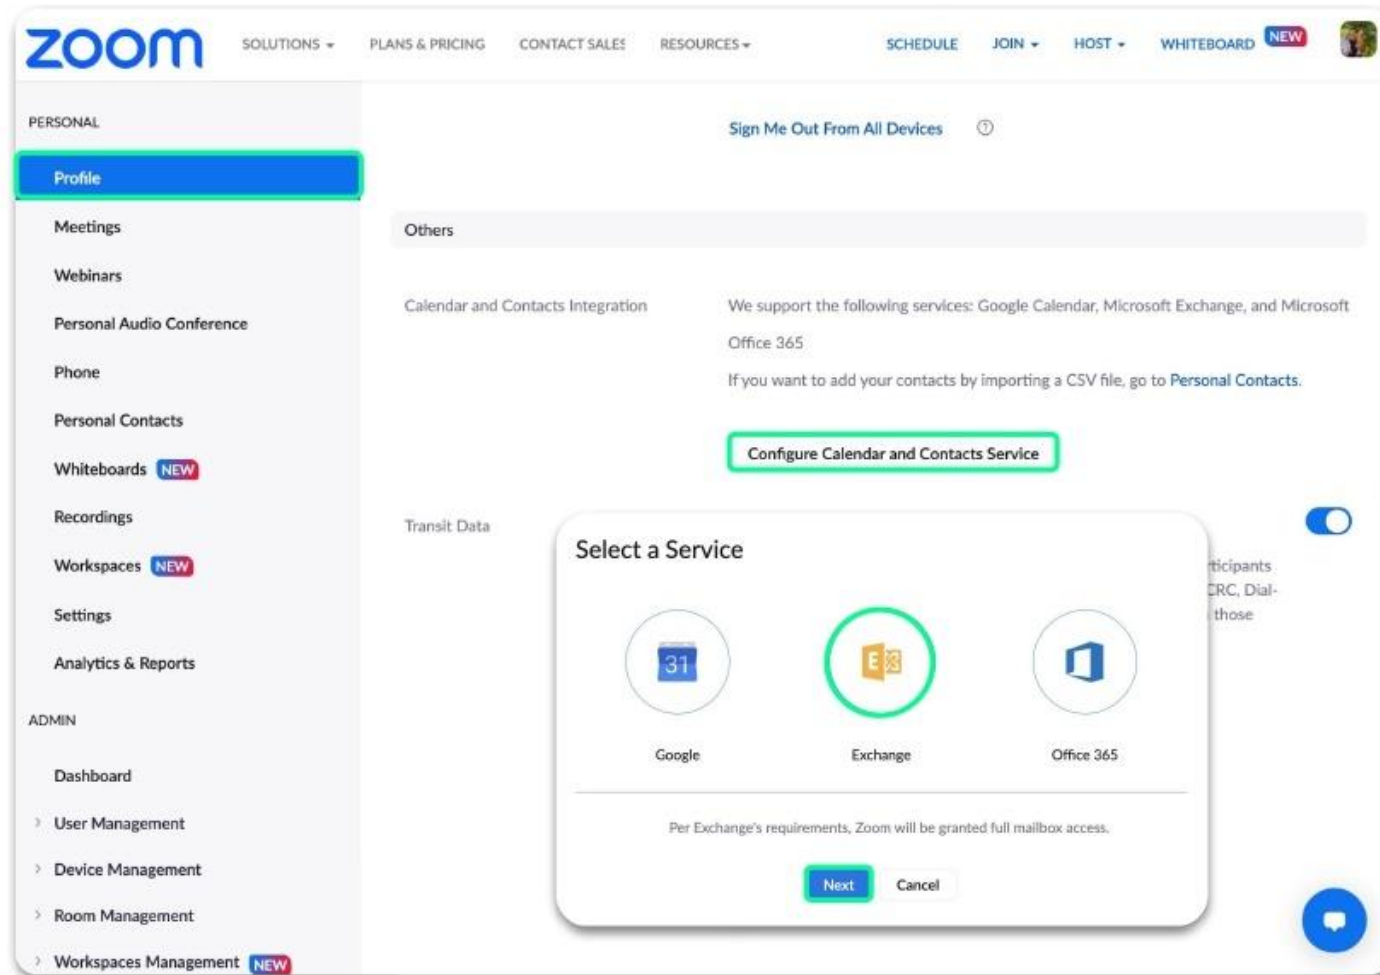 zoom
SOLUTIONS PLANS & PRICING CONTACT SALES RESOURCES SCHEDULE JOIN HOST WHITEBOARD NEW
PERSONAL
Profile
Meetings
Webinars
Personal Audio Conference
Phone
Personal Contacts
Whiteboards NEW
Recordings
Workspaces NEW
Settings
Analytics & Reports
ADMIN
Dashboard
User Management
Device Management
Room Management
Workspaces Management NEW
Sign Me Out From All Devices
Others
Calendar and Contacts Integration
We support the following services: Google Calendar, Microsoft Exchange, and Microsoft
Office 365
If you want to add your contacts by importing a CSV file, go to Personal Contacts.
Configure Calendar and Contacts Service
Transit Data
CRC, Dial-
those
Select a Service
31
E
Google Exchange Office 365
Per Exchange's requirements, Zoom will be granted full mailbox access.
Next Cancel